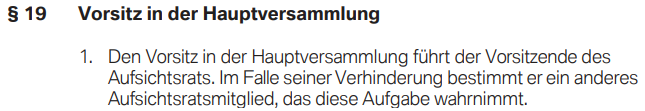 § 19 Vorsitz in der Hauptversammlung
1. Den Vorsitz in der Hauptversammlung führt der Vorsitzende des
Aufsichtsrats. Im Falle seiner Verhinderung bestimmt er ein anderes
Aufsichtsratsmitglied, das diese Aufgabe wahrnimmt.